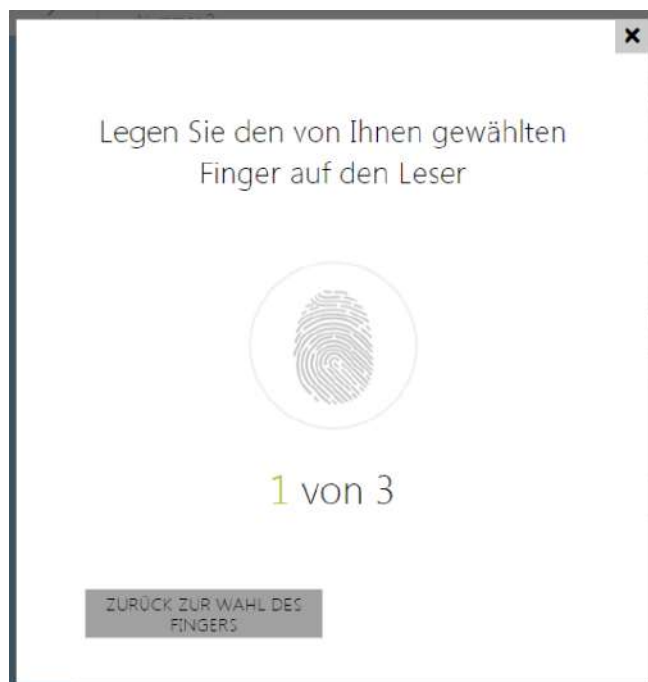 Legen Sie den von Ihnen gewählten
Finger auf den Leser
1 von 3
ZURÜCK ZUR WAHL DES
FINGERS